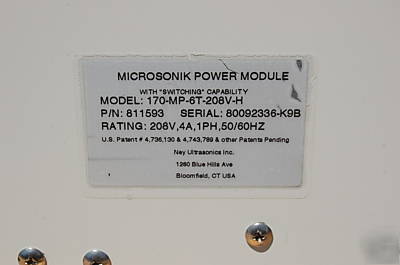 MICROSONIK POWER MODULE
WITH "SWITCHING" CAPABILITY
MODEL: 170-MP-6T-208V-H
P/N: 811593 SERIAL: 80092336-K9B
RATING: 208V,4A,1PH,50/60HZ
U.S. Patent # 4,736,130 & 4,743,789 & other Patents Pending
Ney Ultrasonics Inc.
1280 Blue Hills Ave
Bloomfield, CT USA